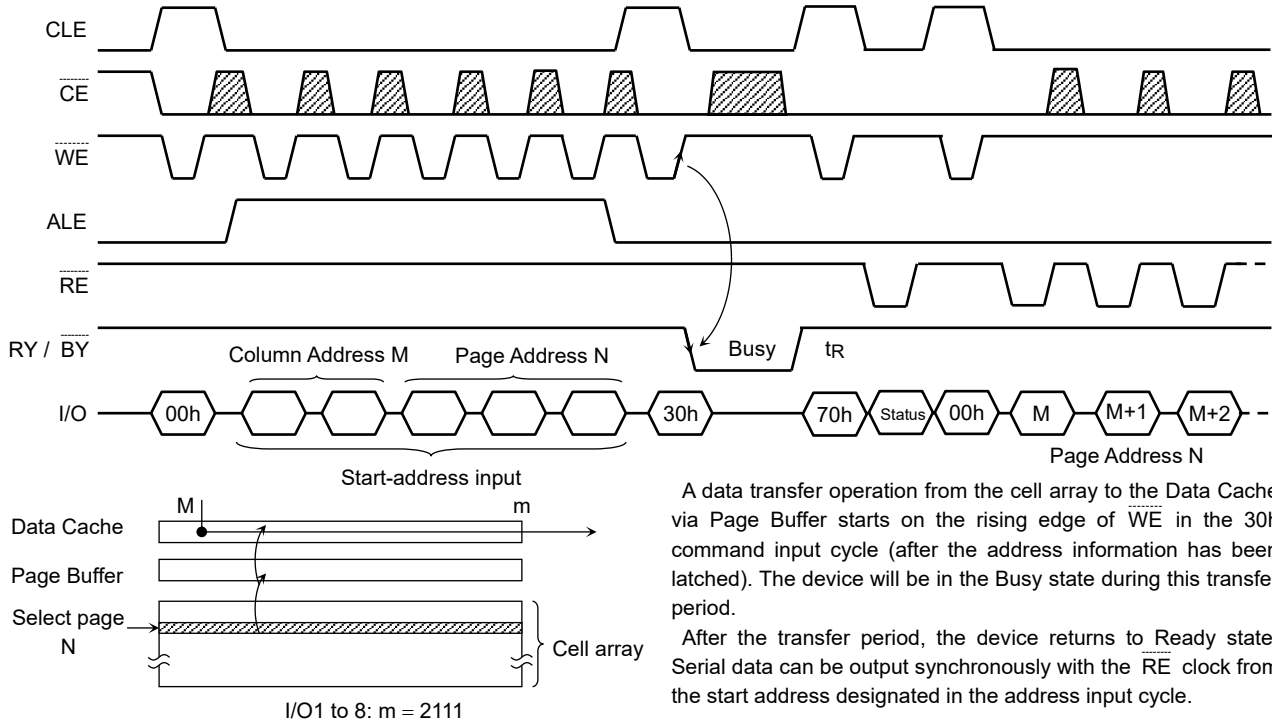 CLE
CE
WE
ALE
RE
RY / BY
Busy
tR
Column Address M
Page Address N
I/O
00h
30h
70h
Status
00h
M
M+1
M+2
Start-address input
Page Address N
M
m
Data Cache
Page Buffer
Select page
N
Cell array
I/O1 to 8: m = 2111
A data transfer operation from the cell array to the Data Cache
via Page Buffer starts on the rising edge of WE in the 30h
command input cycle (after the address information has been
latched). The device will be in the Busy state during this transfe
period.
After the transfer period, the device returns to Ready state
Serial data can be output synchronously with the RE clock from
the start address designated in the address input cycle.